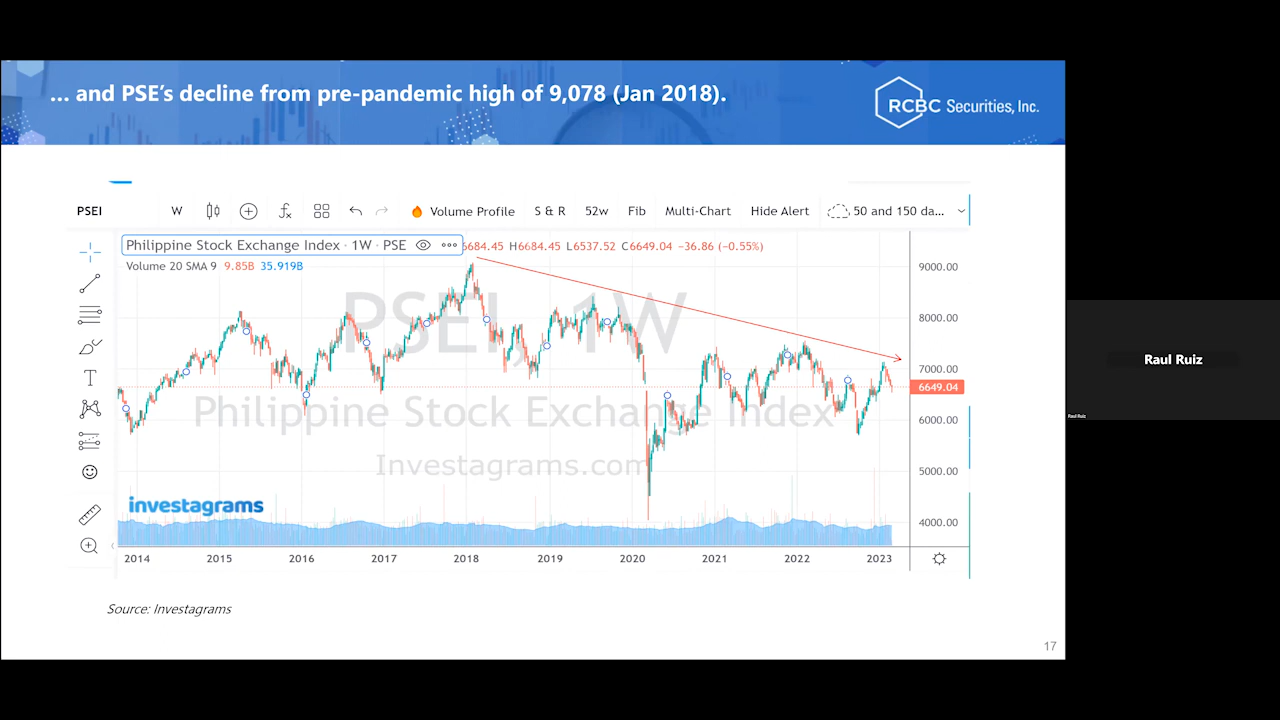 ... and PSE's decline from pre-pandemic high of 9,078 (Jan 2018).
RCBC Securities, Inc.
PSEI W Volume Profile S & R 52w Fib Multi-Chart Hide Alert 50 and 150 da...
Philippine Stock Exchange Index · 1W · PSE 6684.45 H6684.45 L6537.52 C6649.04 −36.86 (−0.55%)
Volume 20 SMA 9 9.85B 35.919B
PSEI, 1W
Philippine Stock Exchange Index
Investagrams.com
9000.00
8000.00
7000.00
6649.04
6000.00
5000.00
4000.00
investagrams
2014 2015 2016 2017 2018 2019 2020 2021 2022 2023
Source: Investagrams
17
Raul Ruiz
Raul Ruiz